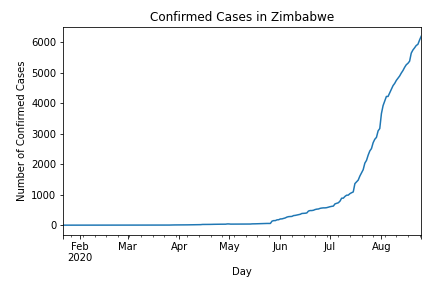 Confirmed Cases in Zimbabwe
Number of Confirmed Cases
6000
5000
4000
3000
2000
1000
0
Feb Mar Apr May Jun Jul Aug
2020
Day